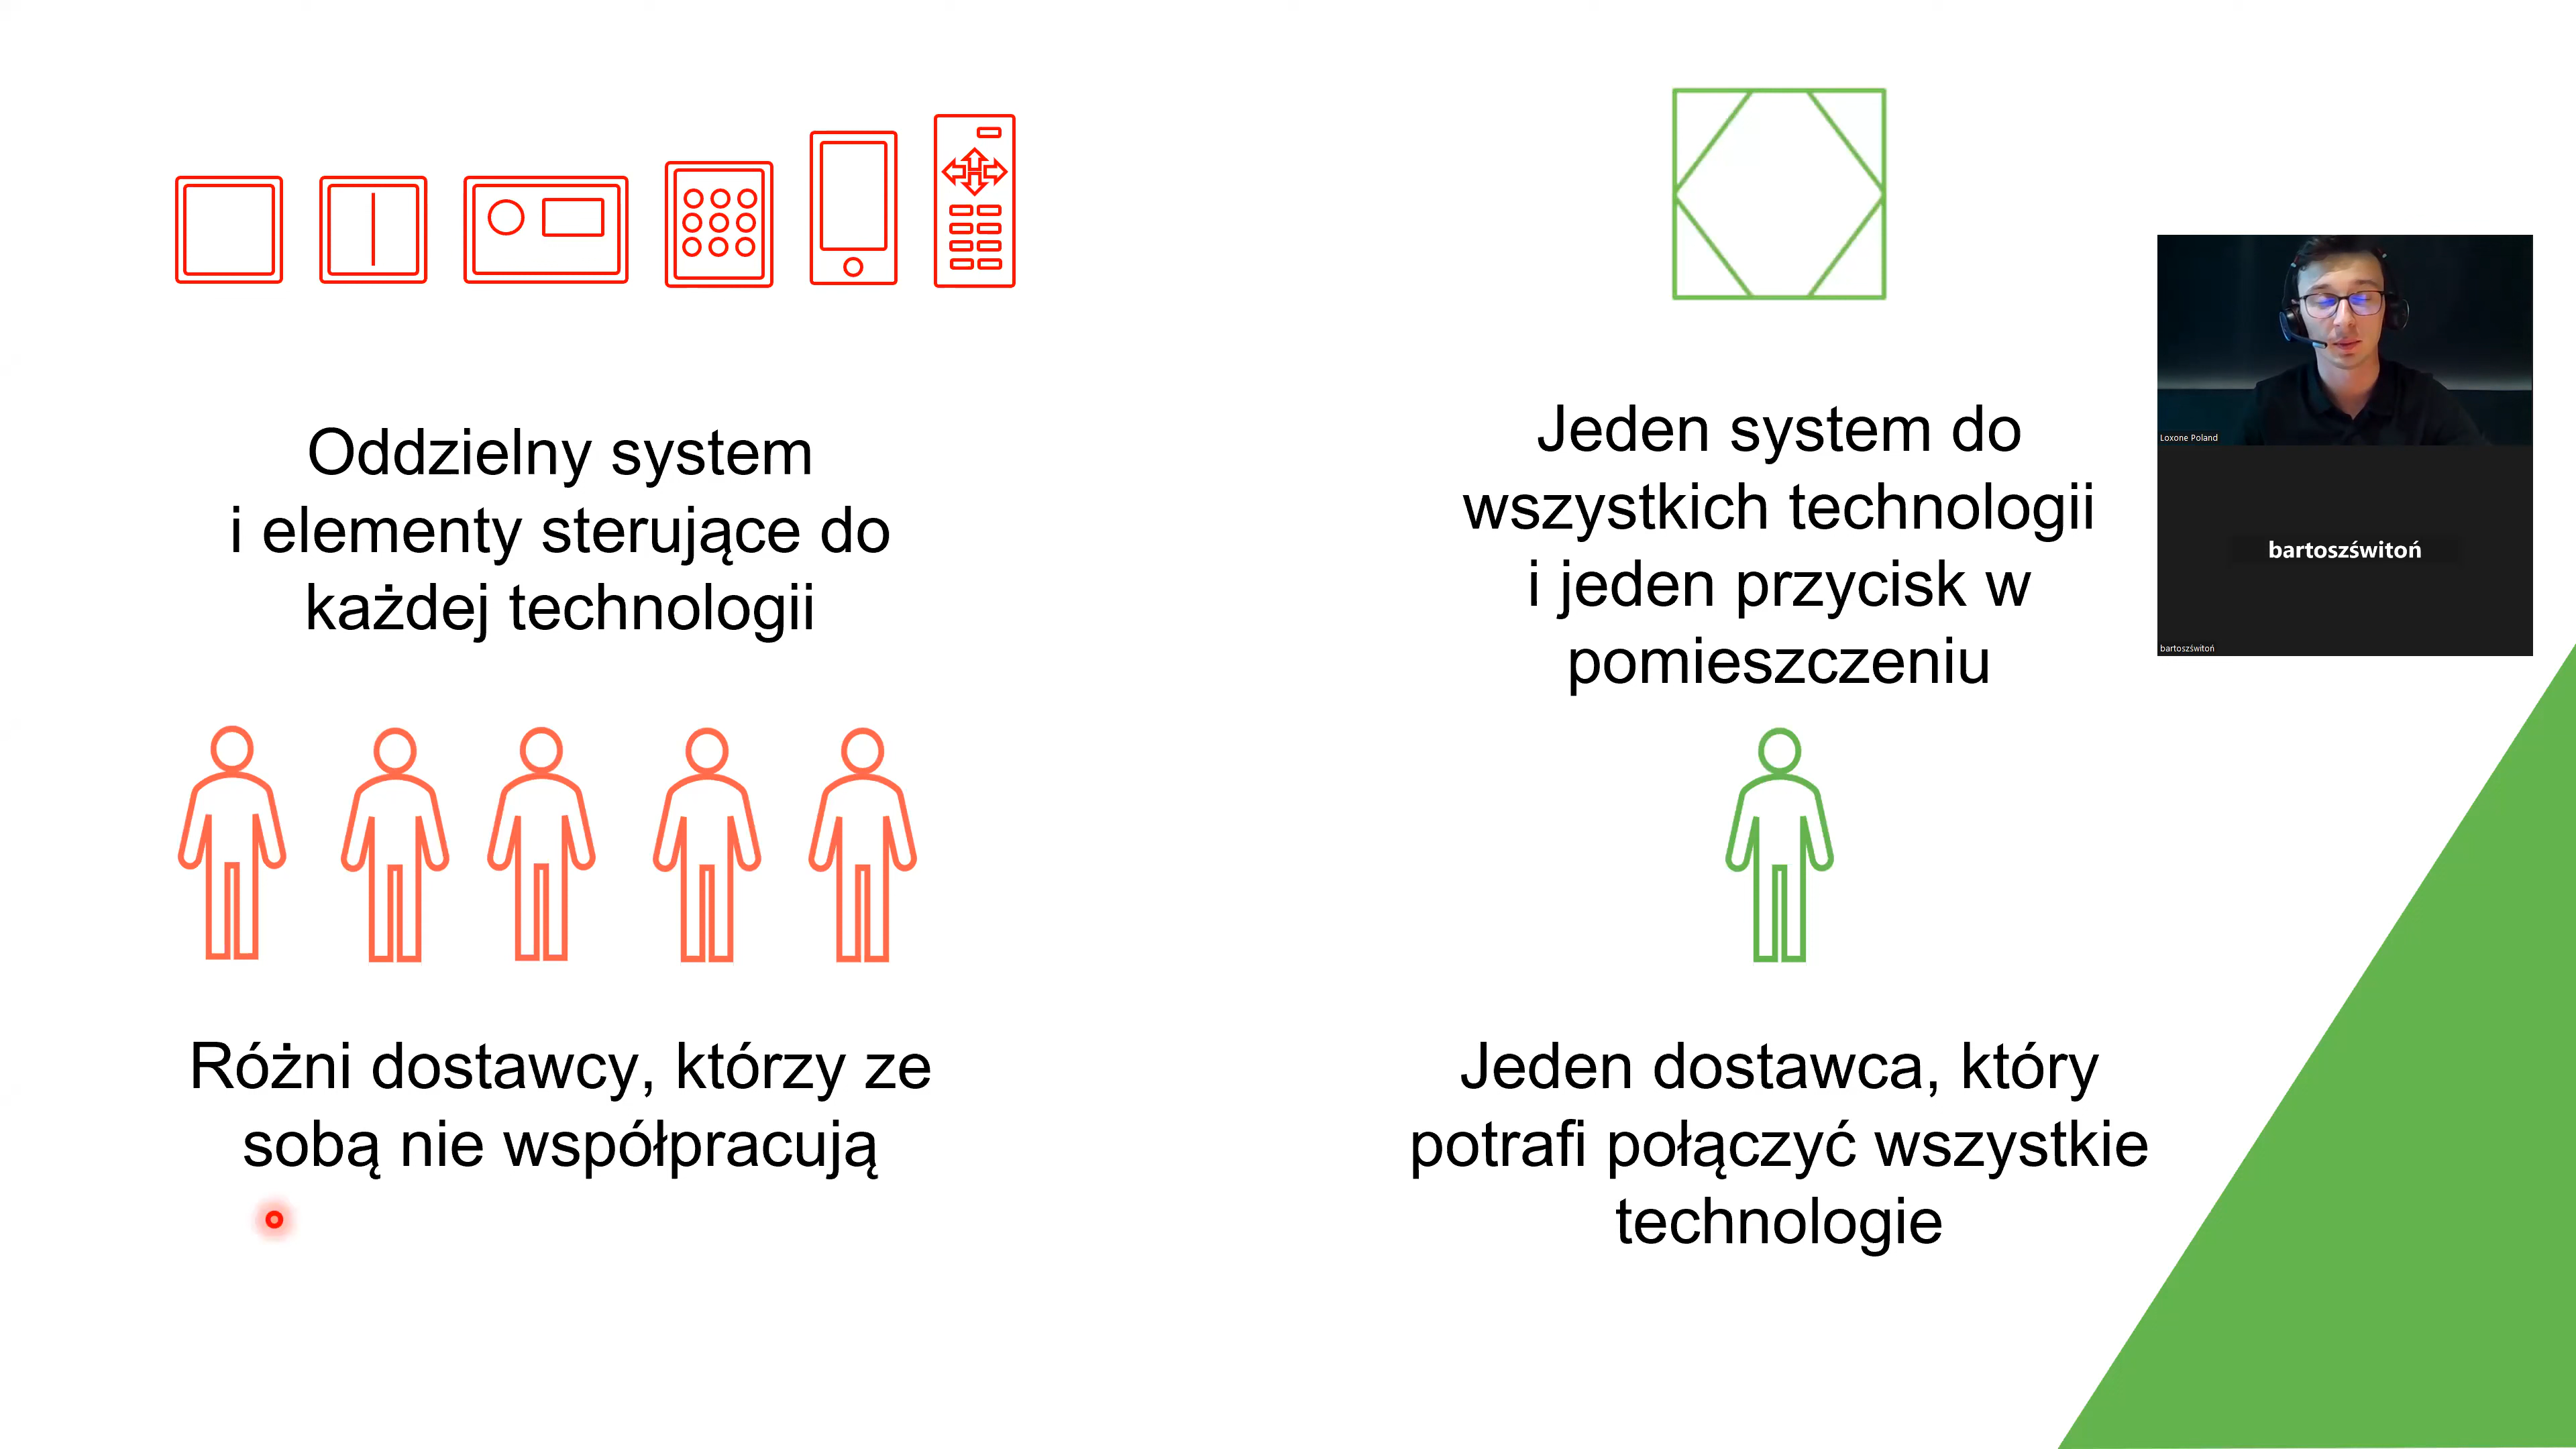 Oddzielny system
i elementy sterujące do
każdej technologii
Różni dostawcy, którzy ze
sobą nie współpracują
Jeden system do
wszystkich technologii
i jeden przycisk w
pomieszczeniu
Jeden dostawca, który
potrafi połączyć wszystkie
technologie
Loxone Poland
bartoszświtoń
bartoszświtoń